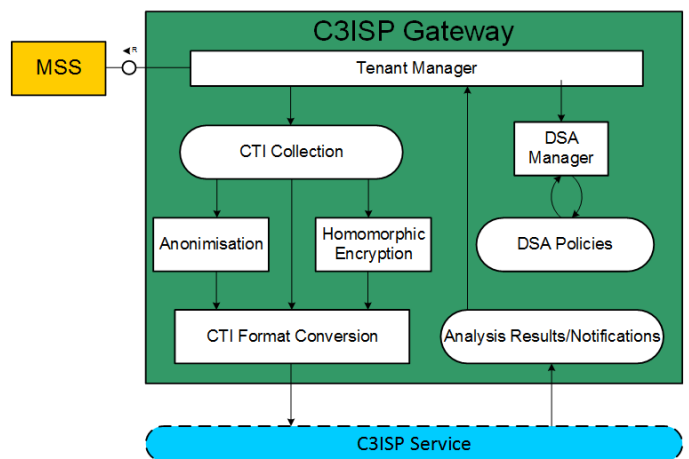 C3ISP Gateway
MSS
R
Tenant Manager
CTI Collection
DSA
Manager
Anonimisation
Homomorphic
Encryption
DSA Policies
CTI Format Conversion
Analysis Results/Notifications
C3ISP Service